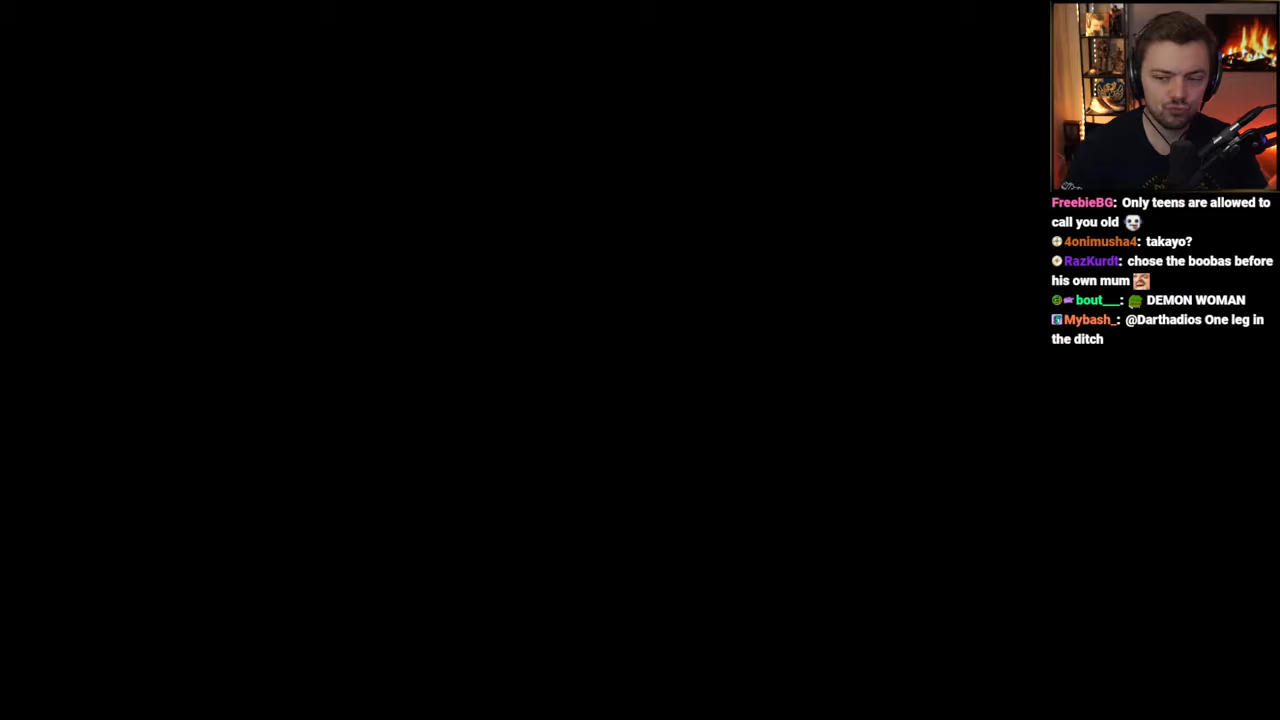 FreebieBG: Only teens are allowed to
call you old
4onimusha4: takayo?
RazKurdt: chose the boobas before
his own mum
bout___: DEMON WOMAN
Mybash_: @Darthadios One leg in
the ditch